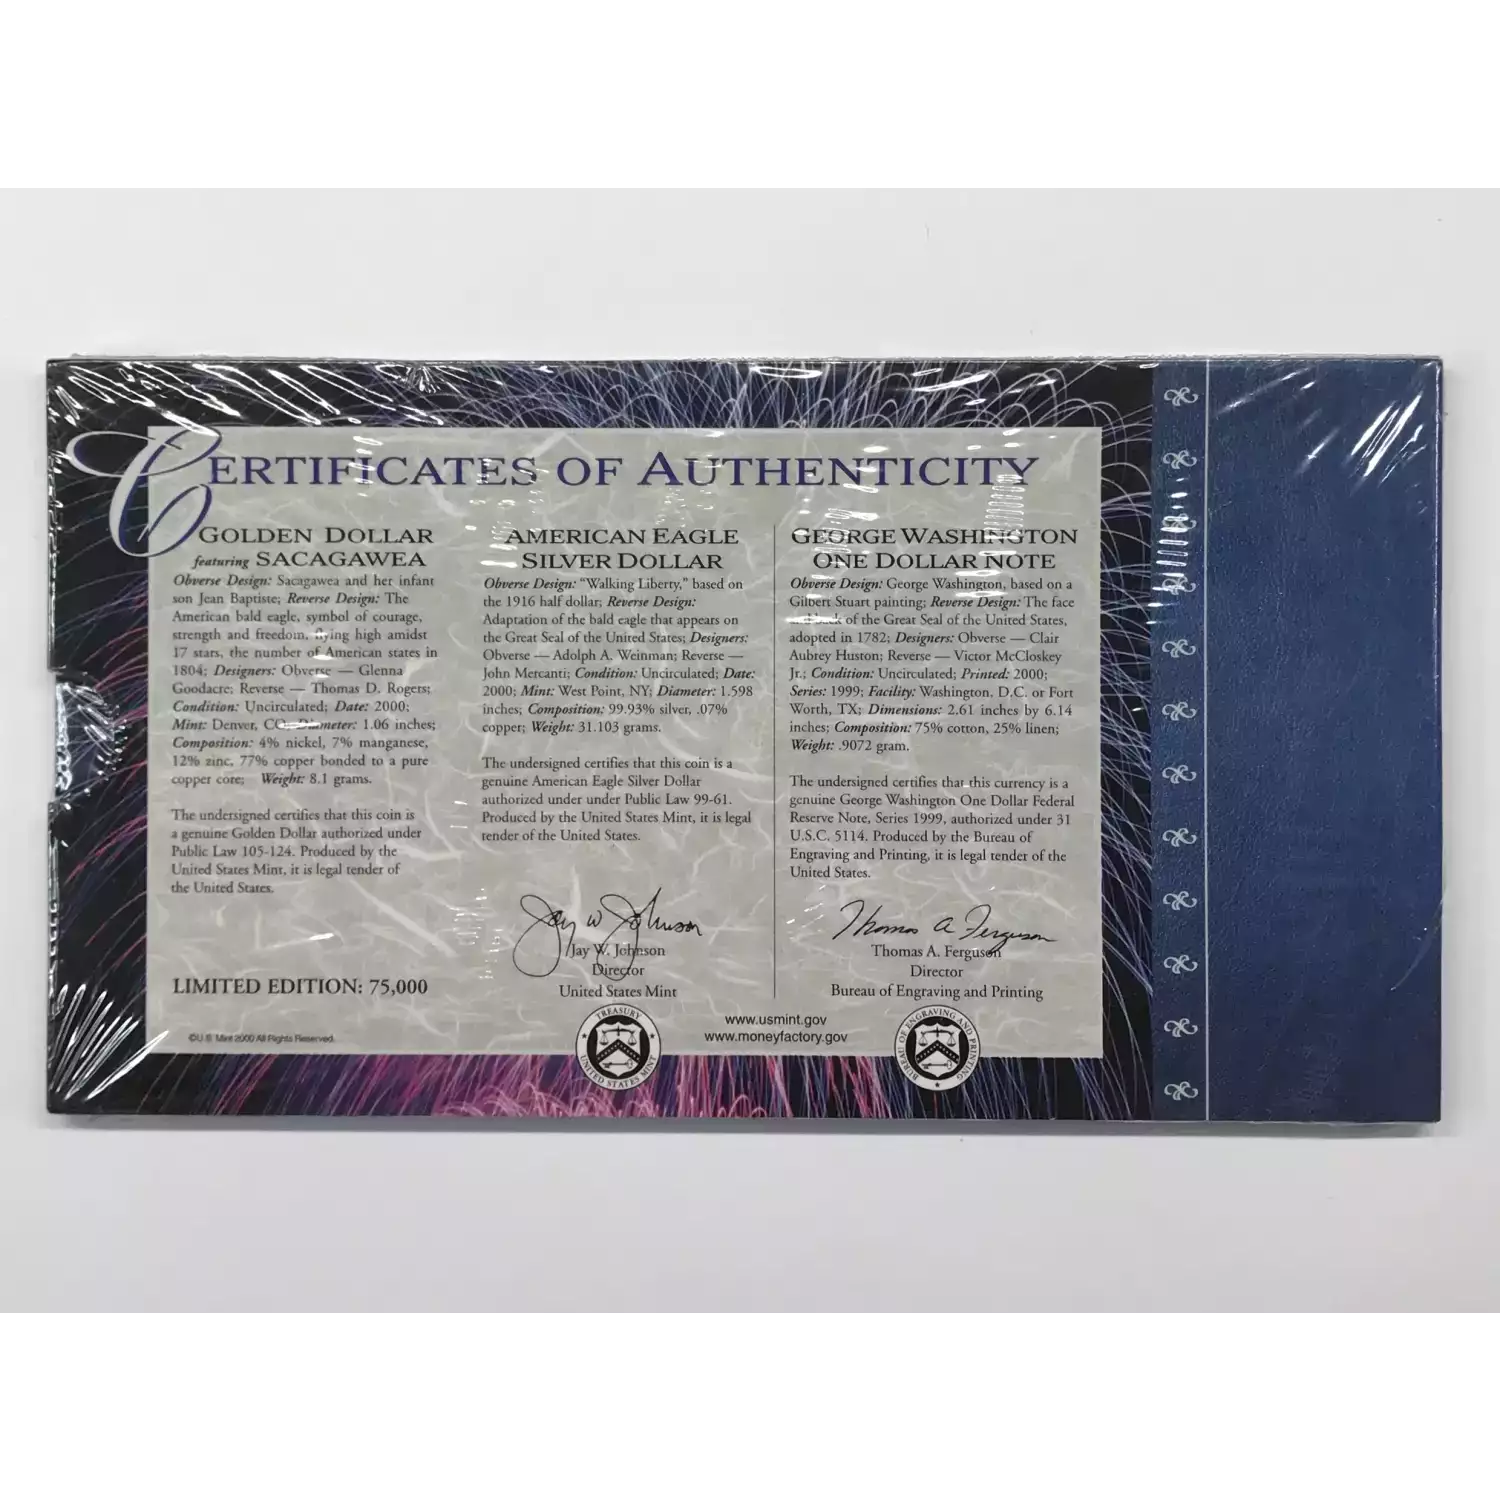 CERTIFICATES OF AUTHENTICITY
GOLDEN DOLLAR
featuring SACAGAWEA
Obverse Design: Sacagawea and her infant
son Jean Baptiste; Reverse Design: The
American bald eagle, symbol of courage,
strength and freedom, flying high amidst
17 stars, the number of American states in
1804; Designers: Obverse — Glenna
Goodacre; Reverse — Thomas D. Rogers;
Condition: Uncirculated; Date: 2000;
Mint: Denver, CO Diameter: 1.06 inches;
Composition: 4% nickel, 7% manganese,
12% zinc, 77% copper bonded to a pure
copper core; Weight: 8.1 grams.
The undersigned certifies that this coin is
a genuine Golden Dollar authorized under
Public Law 105-124. Produced by the
United States Mint, it is legal tender of
the United States.
LIMITED EDITION: 75,000
©U.S. Mint 2000 All Rights Reserved.
AMERICAN EAGLE
SILVER DOLLAR
Obverse Design: "Walking Liberty," based on
the 1916 half dollar; Reverse Design:
Adaptation of the bald eagle that appears on
the Great Seal of the United States; Designers:
Obverse — Adolph A. Weinman; Reverse —
John Mercanti; Condition: Uncirculated; Date:
2000; Mint: West Point, NY; Diameter: 1.598
inches; Composition: 99.93% silver, .07%
copper; Weight: 31.103 grams.
The undersigned certifies that this coin is a
genuine American Eagle Silver Dollar
authorized under under Public Law 99-61.
Produced by the United States Mint, it is legal
tender of the United States.
Jay W Johnson
Jay W. Johnson
Director
United States Mint
TREASURY
UNITED STATES MINT
GEORGE WASHINGTON
ONE DOLLAR NOTE
Obverse Design: George Washington, based on a
Gilbert Stuart painting; Reverse Design: The face
and back of the Great Seal of the United States,
adopted in 1782; Designers: Obverse — Clair
Aubrey Huston; Reverse — Victor McCloskey
Jr.; Condition: Uncirculated; Printed: 2000;
Series: 1999; Facility: Washington, D.C. or Fort
Worth, TX; Dimensions: 2.61 inches by 6.14
inches; Composition: 75% cotton, 25% linen;
Weight: .9072 gram.
The undersigned certifies that this currency is a
genuine George Washington One Dollar Federal
Reserve Note, Series 1999, authorized under 31
U.S.C. 5114. Produced by the Bureau of
Engraving and Printing, it is legal tender of the
United States.
Thomas A. Ferguson
Thomas A. Ferguson
Director
Bureau of Engraving and Printing
www.usmint.gov
www.moneyfactory.gov
BUREAU OF ENGRAVING AND PRINTING